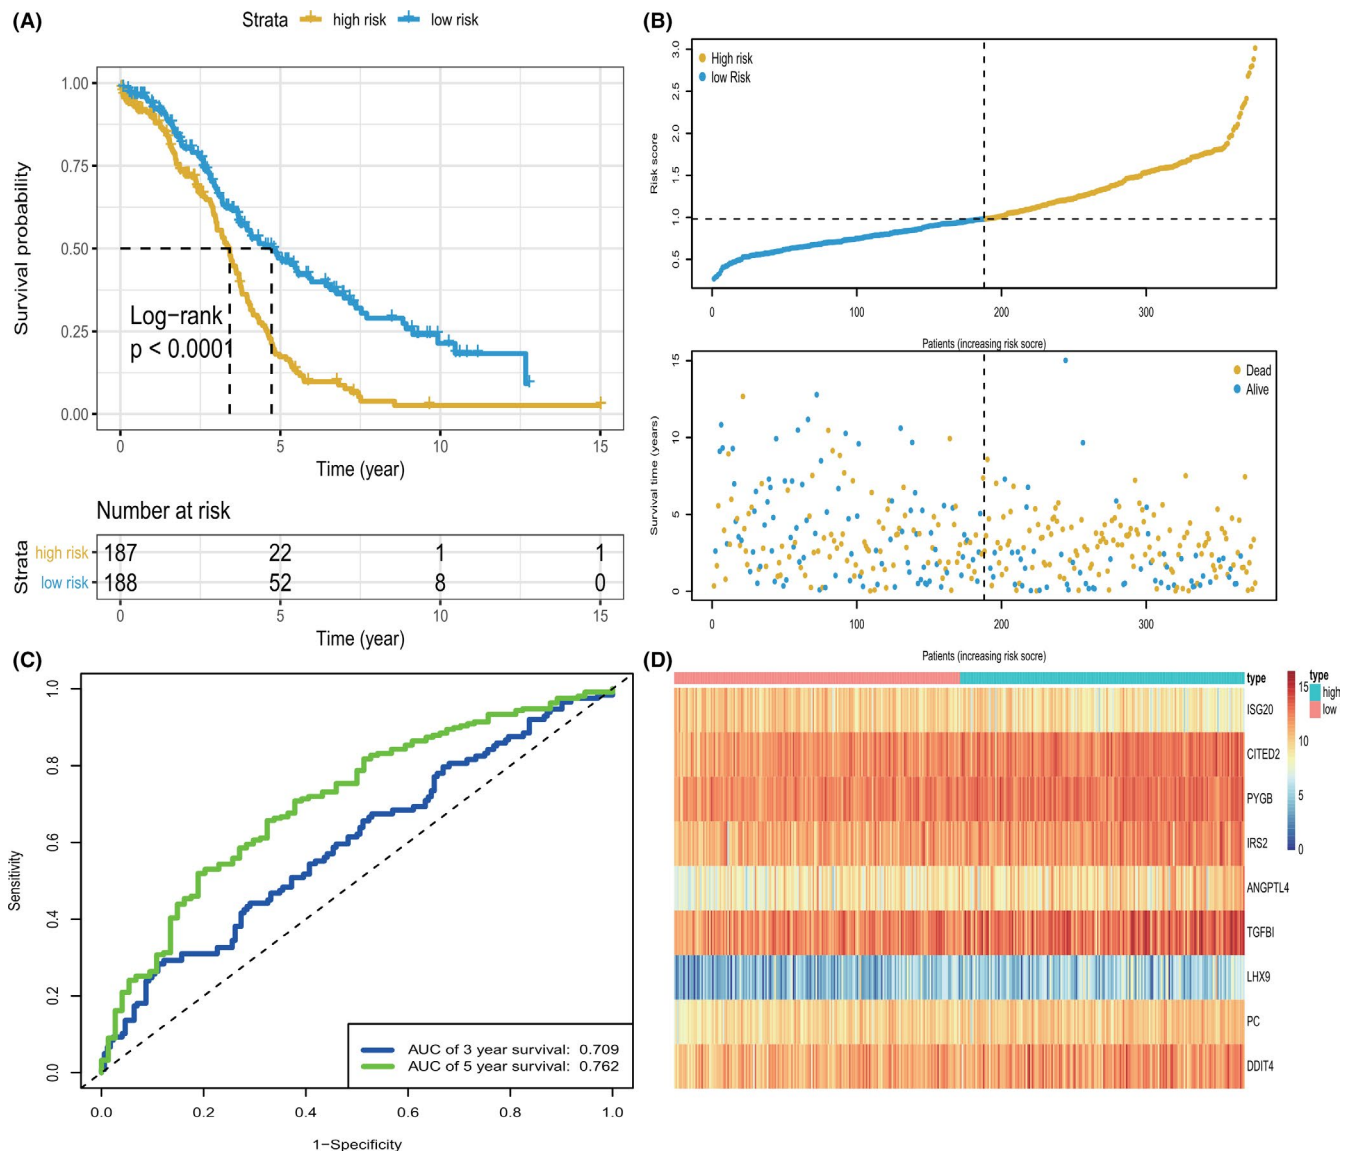 (A)
Strata high risk low risk
1.00
0.75
0.50
0.25
0.00
Survival probability
Log-rank
p < 0.0001
0 5 10 15
Time (year)
Number at risk
Strata
high risk 187 22 1 1
low risk 188 52 8 0
0 5 10 15
Time (year)
(B)
High risk
low Risk
3.0
2.5
2.0
1.5
1.0
0.5
Risk score
0 100 200 300
Patients (increasing risk socre)
Dead
Alive
15
10
5
0
Survival time (years)
0 100 200 300
Patients (increasing risk socre)
(C)
1.0
0.8
0.6
0.4
0.2
0.0
Sensitivity
AUC of 3 year survival: 0.709
AUC of 5 year survival: 0.762
0.0 0.2 0.4 0.6 0.8 1.0
1-Specificity
(D)
type
ISG20
CITED2
PYGB
IRS2
ANGPTL4
TGFBI
LHX9
PC
DDIT4
15
10
5
0
type
high
low